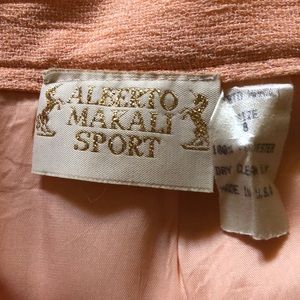 ALBERTO
MAKALI
SPORT
SIZE
8
100% POLYESTER
DRY CLEAN
MADE IN U.S.A